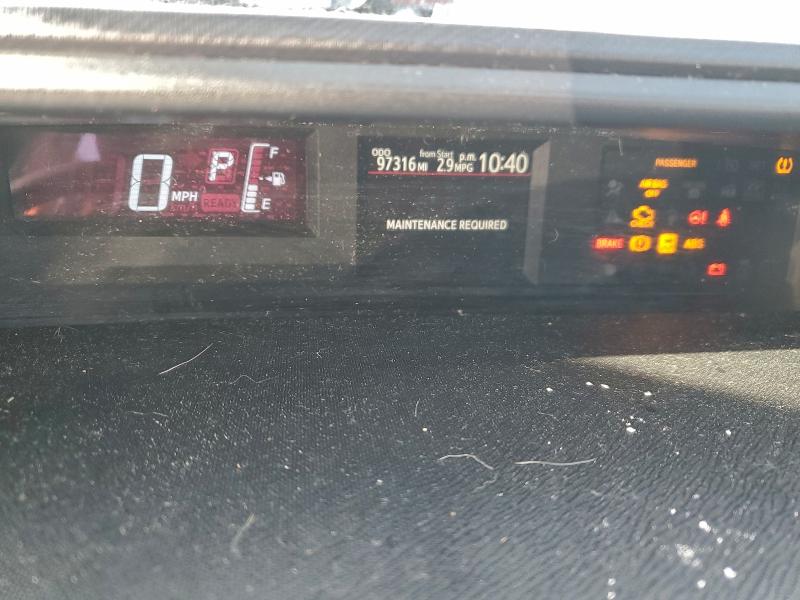 0 MPH P READY F E
ODO from Start p.m.
97316 MI 2.9 MPG 10:40
MAINTENANCE REQUIRED
PASSENGER
AIRBAG
OFF
CHECK
BRAKE ABS